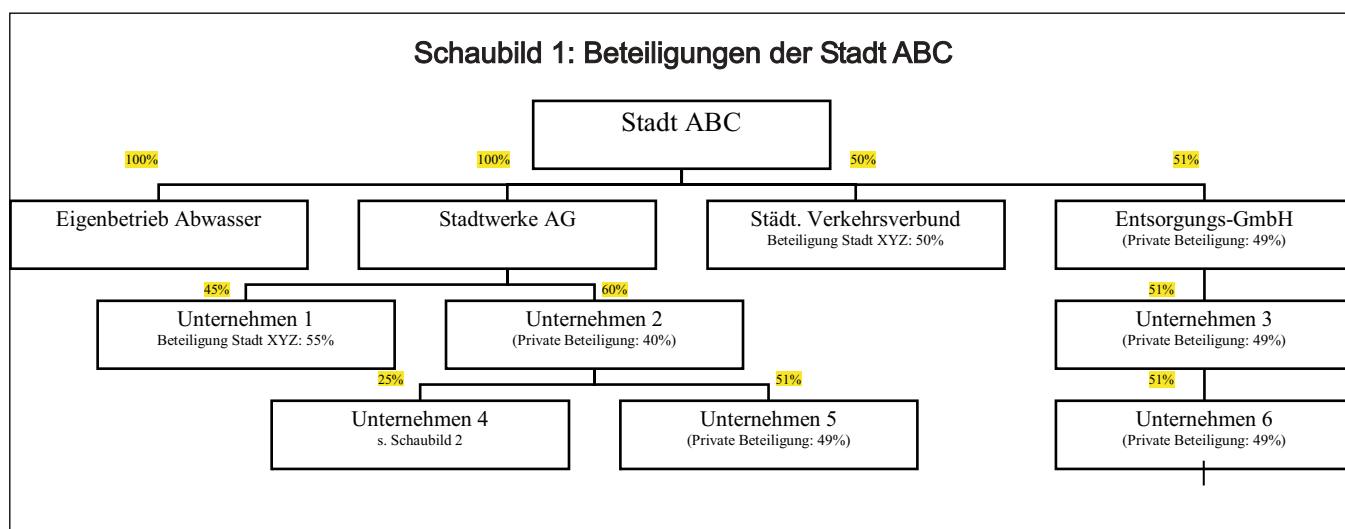 Schaubild 1: Beteiligungen der Stadt ABC
Stadt ABC
100%
100%
50%
51%
Eigenbetrieb Abwasser
Stadtwerke AG
Städt. Verkehrsverbund
Beteiligung Stadt XYZ: 50%
Entsorgungs-GmbH
(Private Beteiligung: 49%)
45%
60%
51%
Unternehmen 1
Beteiligung Stadt XYZ: 55%
Unternehmen 2
(Private Beteiligung: 40%)
Unternehmen 3
(Private Beteiligung: 49%)
25%
51%
51%
Unternehmen 4
s. Schaubild 2
Unternehmen 5
(Private Beteiligung: 49%)
Unternehmen 6
(Private Beteiligung: 49%)